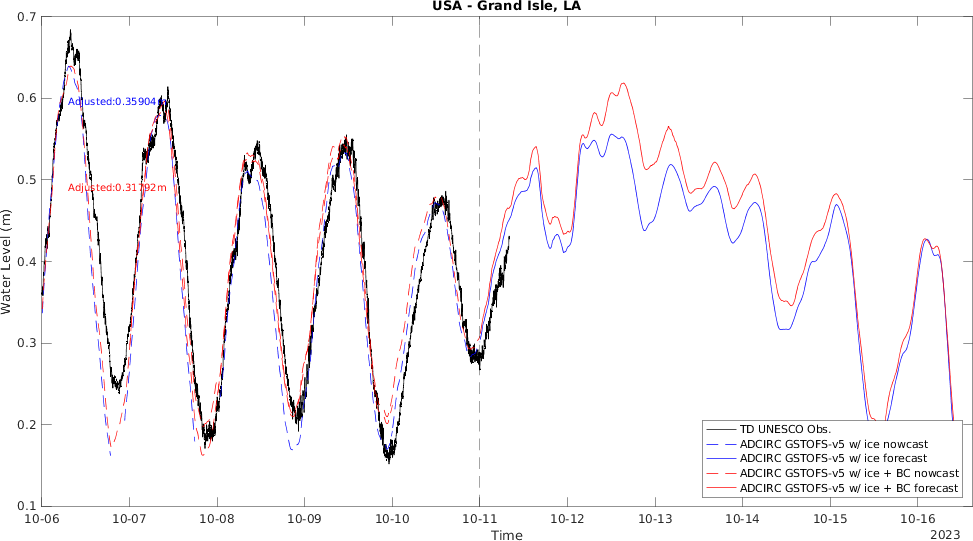 USA - Grand Isle, LA
0.7
0.6
0.5
0.4
0.3
0.2
0.1
Water Level (m)
Adjusted:0.35904m
Adjusted:0.31792m
TD UNESCO Obs.
ADCIRC GSTOFS-v5 w/ ice nowcast
ADCIRC GSTOFS-v5 w/ ice forecast
ADCIRC GSTOFS-v5 w/ ice + BC nowcast
ADCIRC GSTOFS-v5 w/ ice + BC forecast
10-06 10-07 10-08 10-09 10-10 10-11 10-12 10-13 10-14 10-15 10-16
Time
2023